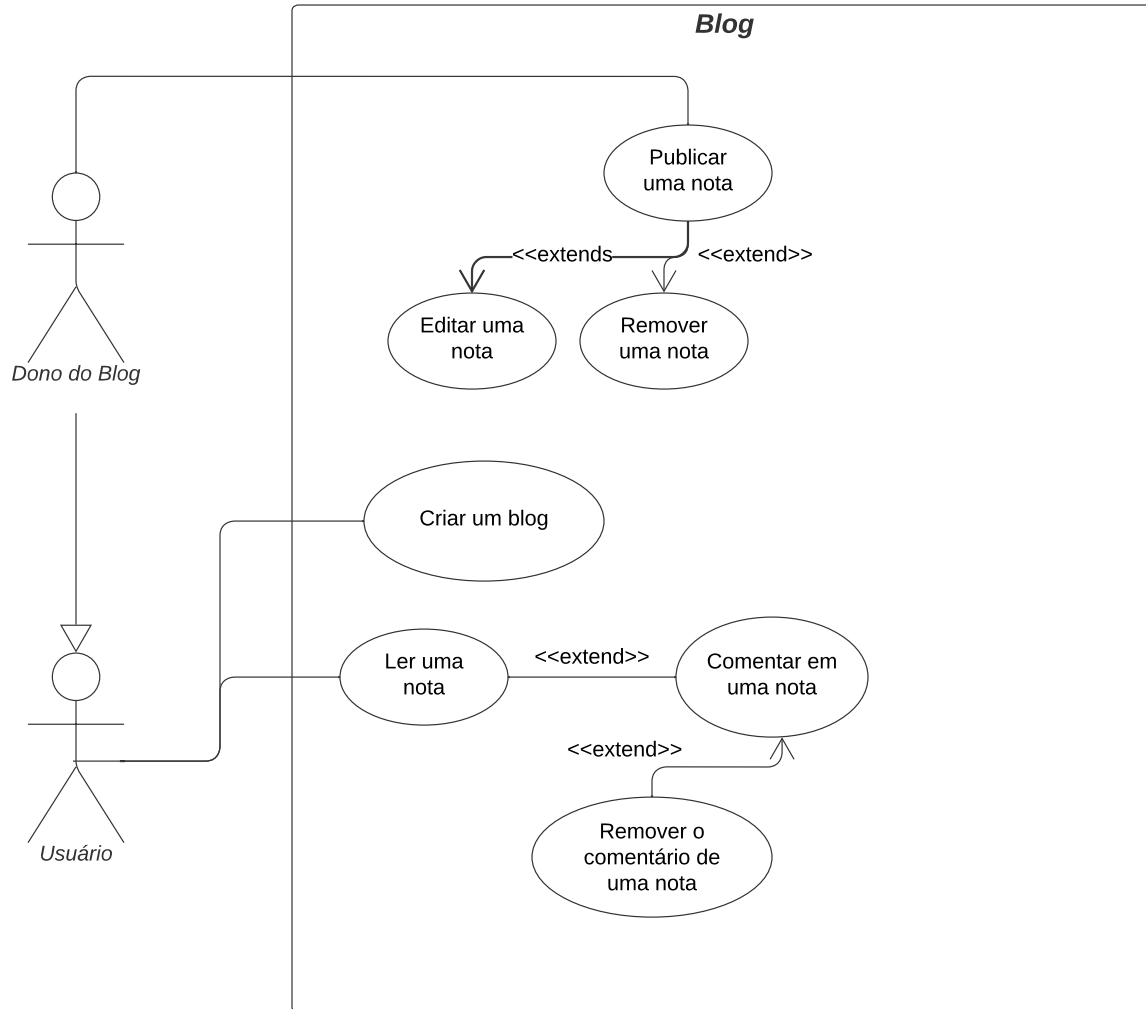 Blog
Publicar
uma nota
<<extends
<<extend>>
Editar uma
nota
Remover
uma nota
Dono do Blog
Criar um blog
Ler uma
nota
<<extend>>
Comentar em
uma nota
<<extend>>
Remover o
comentário de
uma nota
Usuário